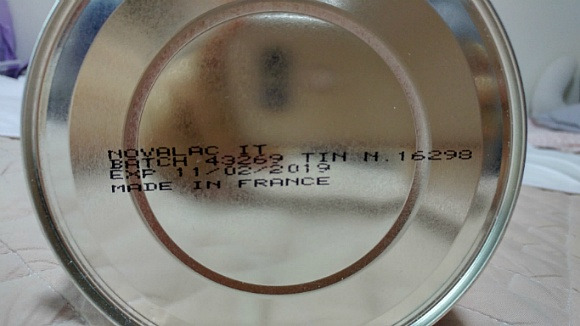 NOVALAC IT
BATCH 43269 TIN N.16298
EXP 11/02/2019
MADE IN FRANCE